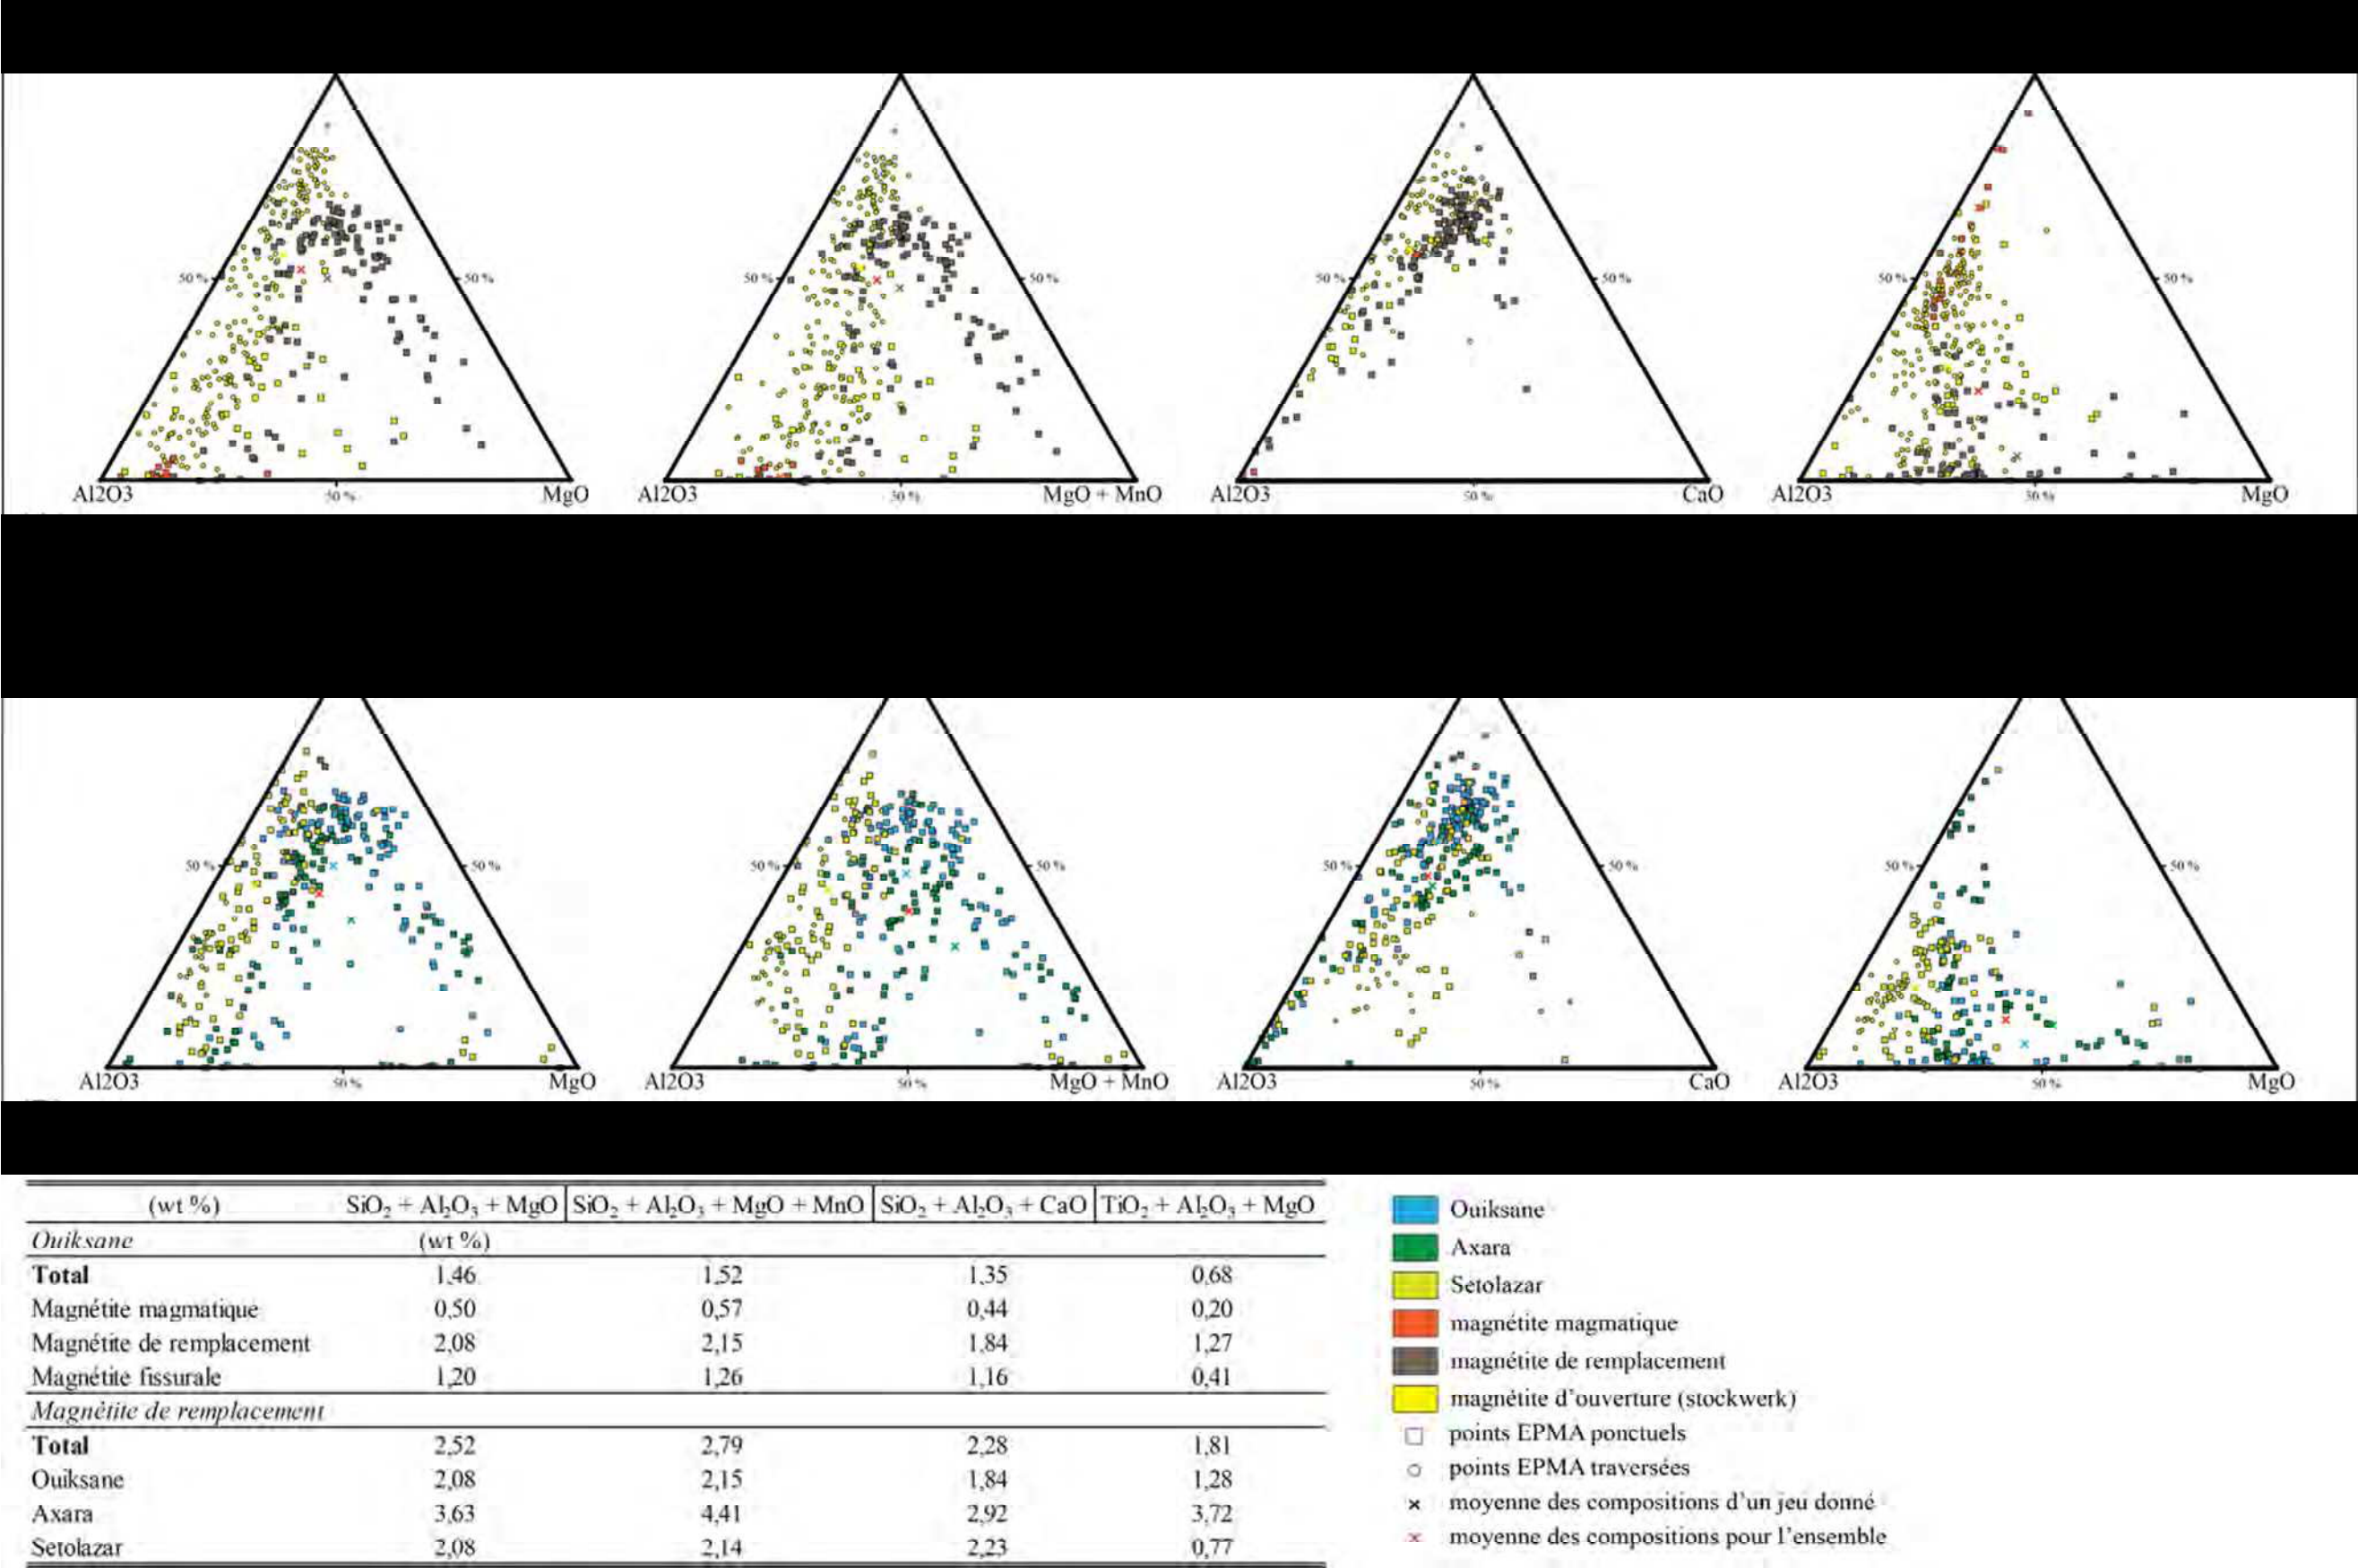 50 % 50 % 50 % 50 % 50 % 50 % 50 % 50 %
Al2O3 50 % MgO Al2O3 50 % MgO + MnO Al2O3 50 % CaO Al2O3 50 % MgO
50 % 50 % 50 % 50 % 50 % 50 % 50 % 50 %
Al2O3 50 % MgO Al2O3 50 % MgO + MnO Al2O3 50 % CaO Al2O3 50 % MgO
(wt %) SiO₂ + Al₂O₃ + MgO SiO₂ + Al₂O₃ + MgO + MnO SiO₂ + Al₂O₃ + CaO TiO₂ + Al₂O₃ + MgO
Ouiksane (wt %)
Total 1,46 1,52 1,35 0,68
Magnétite magmatique 0,50 0,57 0,44 0,20
Magnétite de remplacement 2,08 2,15 1,84 1,27
Magnétite fissurale 1,20 1,26 1,16 0,41
Magnétite de remplacement
Total 2,52 2,79 2,28 1,81
Ouiksane 2,08 2,15 1,84 1,28
Axara 3,63 4,41 2,92 3,72
Setolazar 2,08 2,14 2,23 0,77
Ouiksane
Axara
Setolazar
magnétite magmatique
magnétite de remplacement
magnétite d'ouverture (stockwerk)
points EPMA ponctuels
points EPMA traversées
moyenne des compositions d'un jeu donné
moyenne des compositions pour l'ensemble